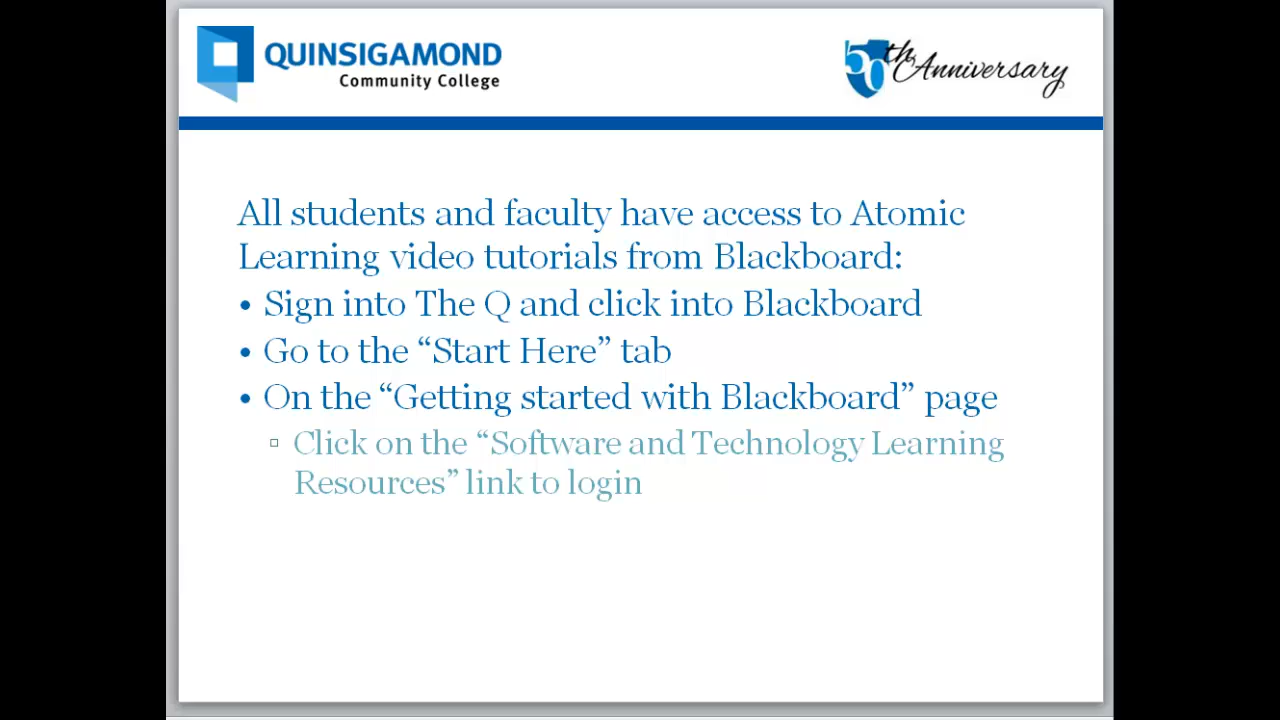 QUINSIGAMOND
Community College
50th Anniversary
All students and faculty have access to Atomic
Learning video tutorials from Blackboard:
• Sign into The Q and click into Blackboard
• Go to the “Start Here” tab
• On the “Getting started with Blackboard” page
▫ Click on the “Software and Technology Learning
Resources” link to login